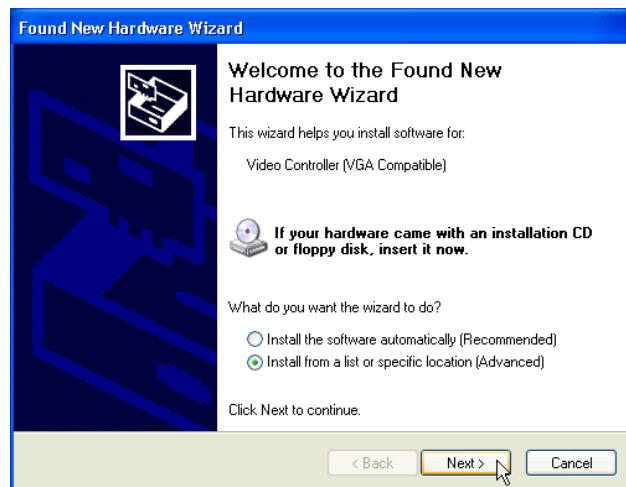 Found New Hardware Wizard
Welcome to the Found New
Hardware Wizard
This wizard helps you install software for:
Video Controller (VGA Compatible)
If your hardware came with an installation CD
or floppy disk, insert it now.
What do you want the wizard to do?
Install the software automatically (Recommended)
Install from a list or specific location (Advanced)
Click Next to continue.
< Back Next > Cancel